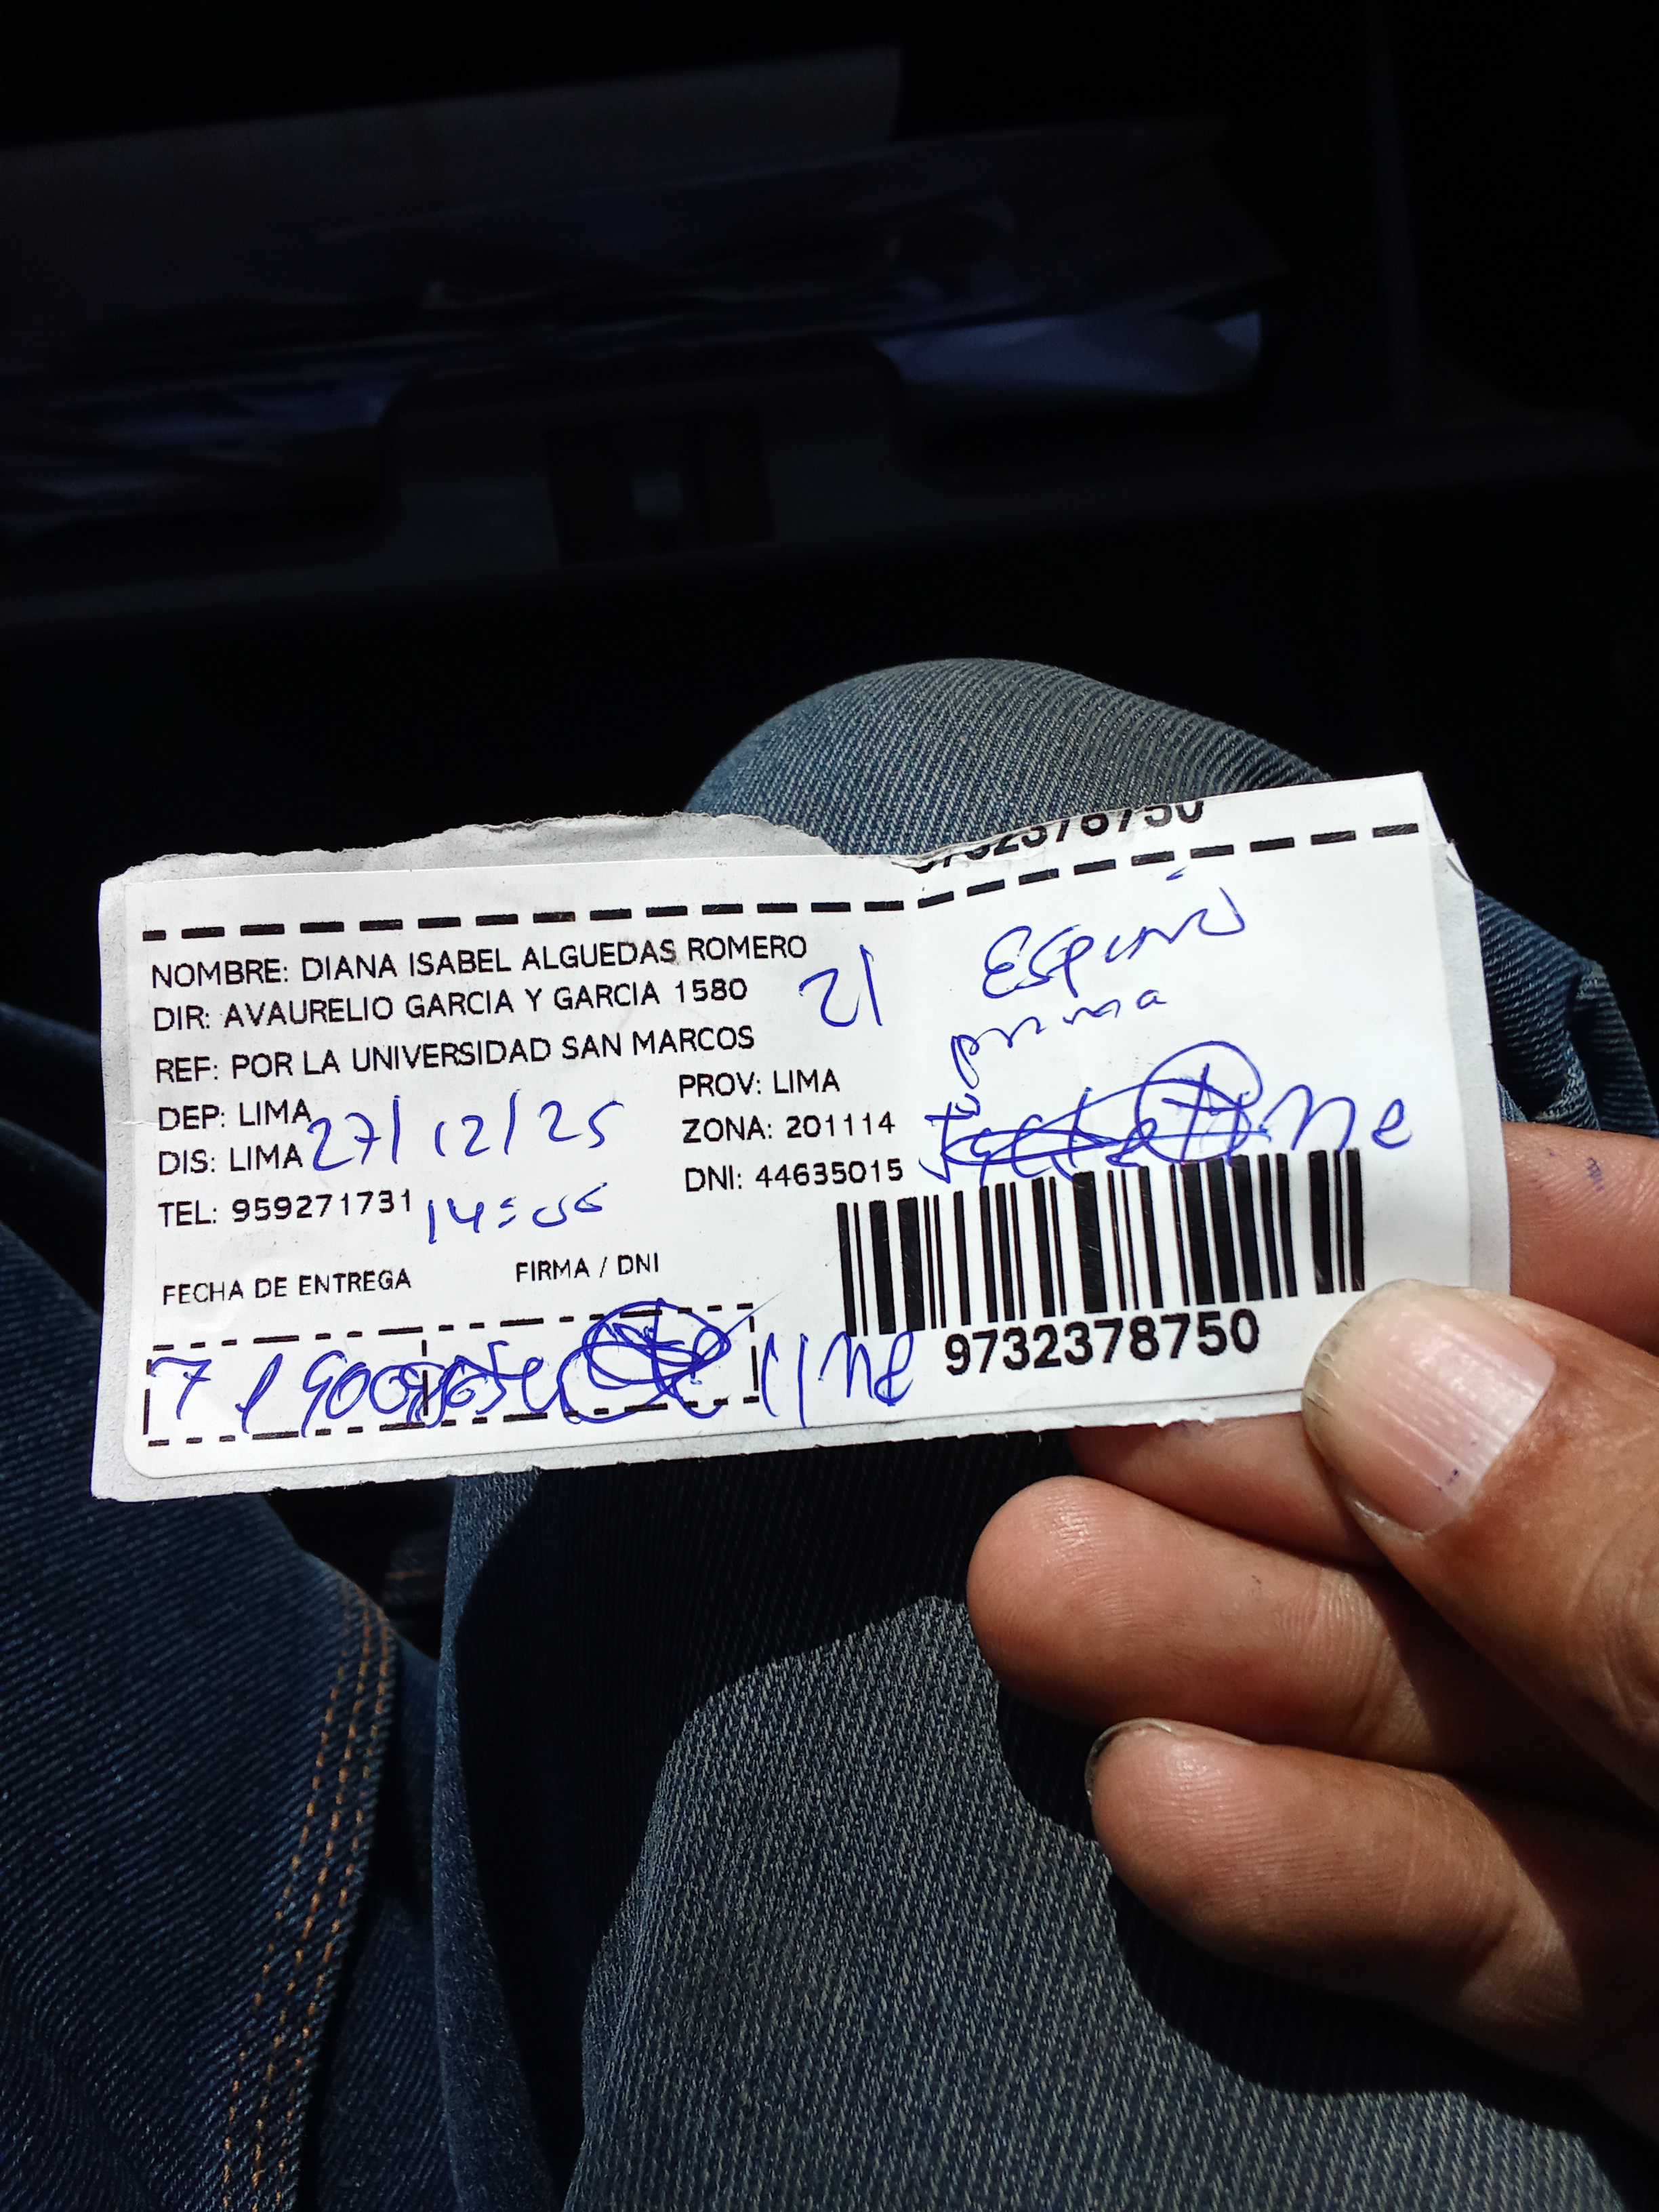 9732378750
NOMBRE: DIANA ISABEL ALGUEDAS ROMERO
DIR: AVAURELIO GARCIA Y GARCIA 1580
21
REF: POR LA UNIVERSIDAD SAN MARCOS
prima
DEP: LIMA
PROV: LIMA
27/12/25
DIS: LIMA
ZONA: 201114
TEL: 959271731
DNI: 44635015
FECHA DE ENTREGA
FIRMA / DNI
9732378750